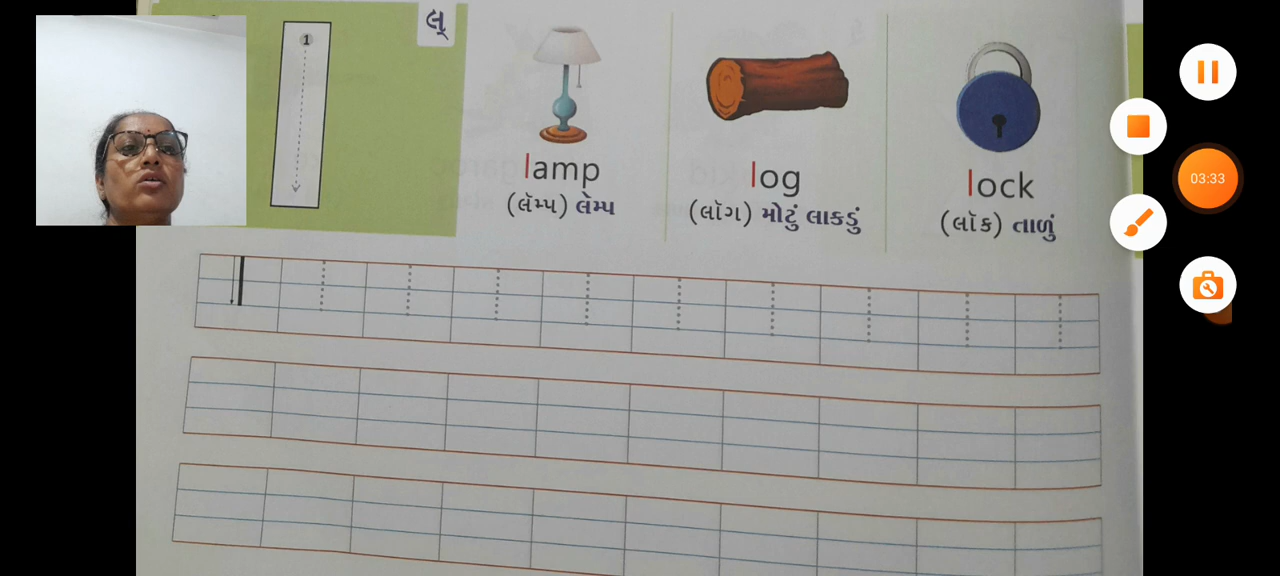 1
લ્
lamp
(લૅમ્પ) લેમ્પ
log
(લૉગ) મોટું લાકડું
lock
(લૉક) તાળું
l
03:33